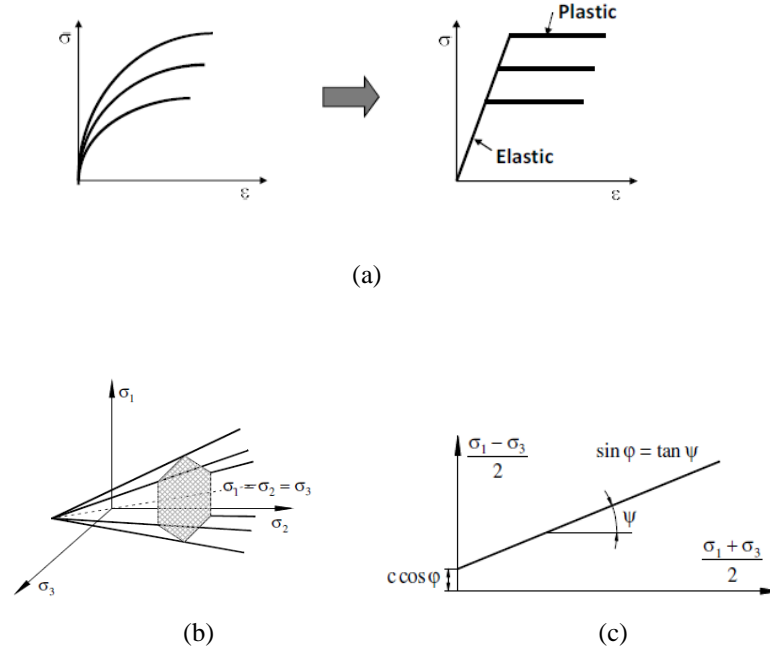 σ
ε
Plastic
σ
Elastic
ε
(a)
σ₁
σ₁ = σ₂ = σ₃
σ₂
σ₃
(b)
σ₁ − σ₃
2
sin φ = tan ψ
ψ
σ₁ + σ₃
2
c cos φ
(c)